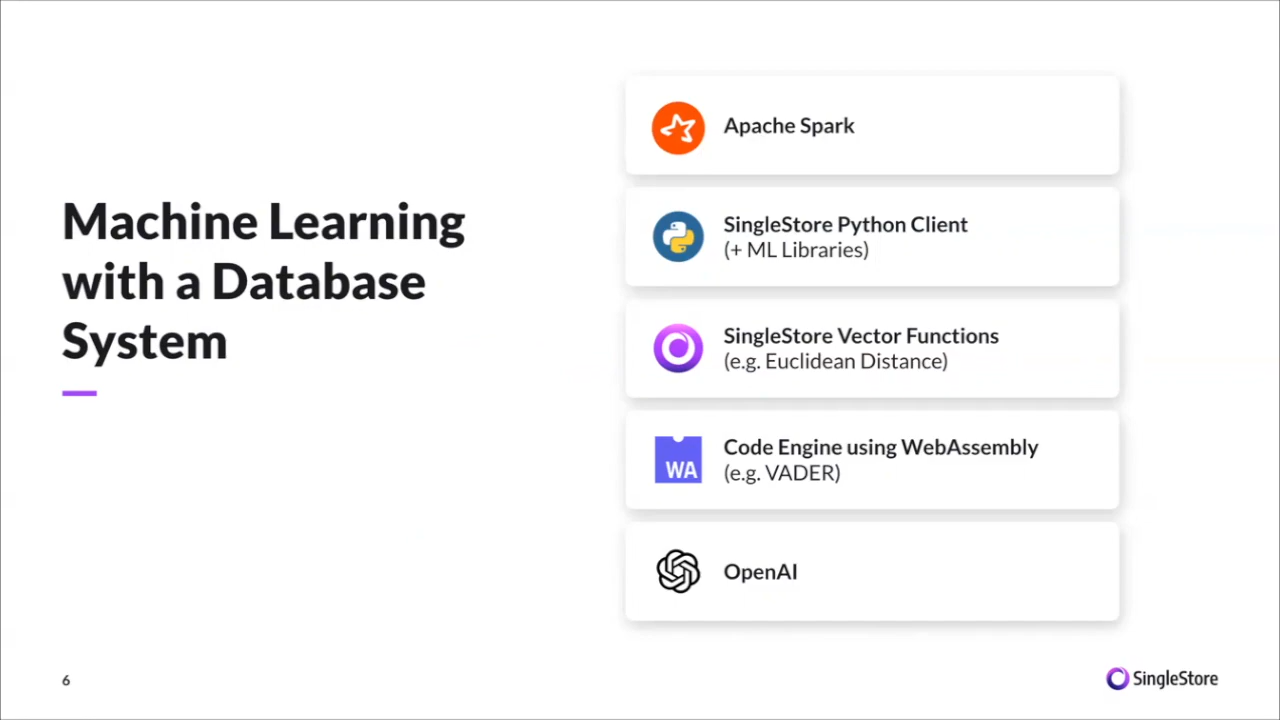 Machine Learning
with a Database
System
Apache Spark
SingleStore Python Client
(+ ML Libraries)
SingleStore Vector Functions
(e.g. Euclidean Distance)
WA
Code Engine using WebAssembly
(e.g. VADER)
OpenAI
6
SingleStore